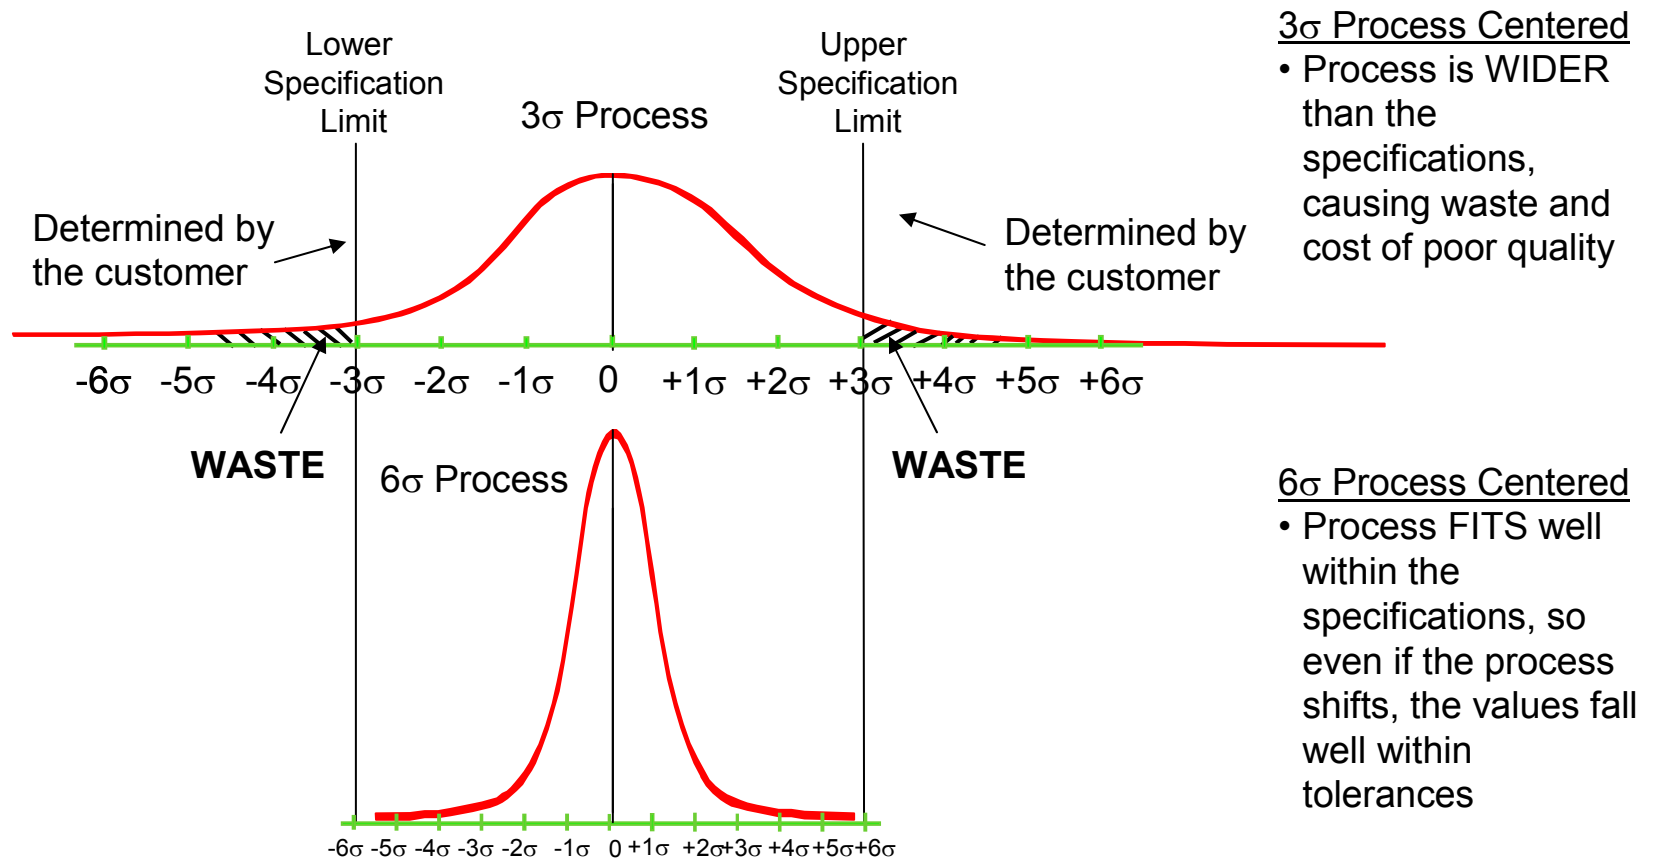 Lower
Specification
Limit
3σ Process
Upper
Specification
Limit
Determined by
the customer
Determined by
the customer
-6σ -5σ -4σ -3σ -2σ -1σ 0 +1σ +2σ +3σ +4σ +5σ +6σ
WASTE
WASTE
6σ Process
-6σ -5σ -4σ -3σ -2σ -1σ 0 +1σ +2σ+3σ +4σ+5σ+6σ
3σ Process Centered
• Process is WIDER
than the
specifications,
causing waste and
cost of poor quality
6σ Process Centered
• Process FITS well
within the
specifications, so
even if the process
shifts, the values fall
well within
tolerances